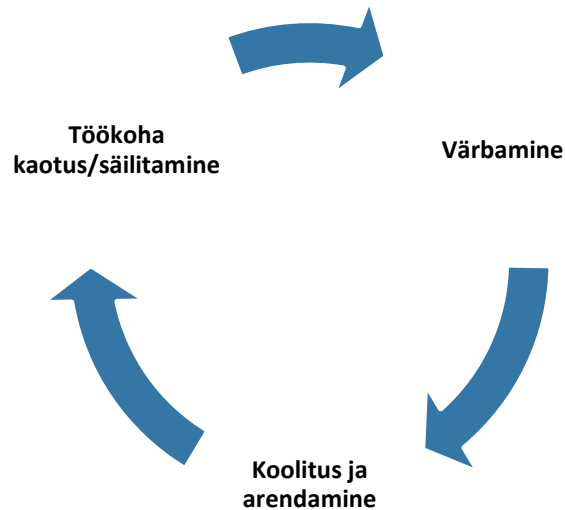 Töökoha
kaotus/säilitamine
Värbamine
Koolitus ja
arendamine